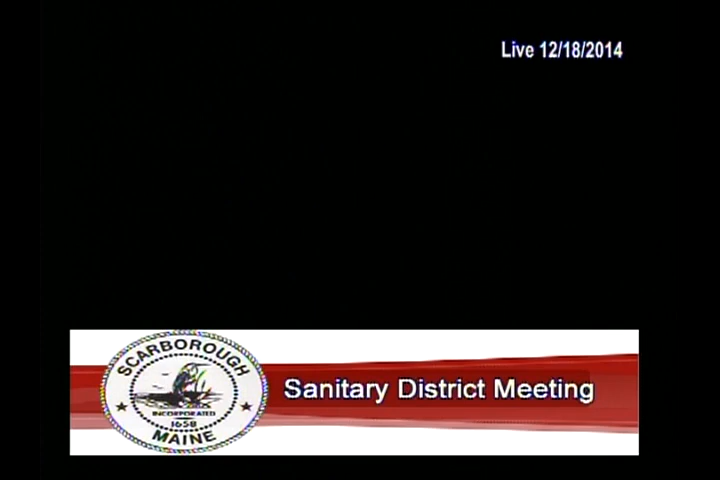 Live 12/18/2014
SCARBOROUGH
Sanitary District Meeting
INCORPORATED
1658
MAINE